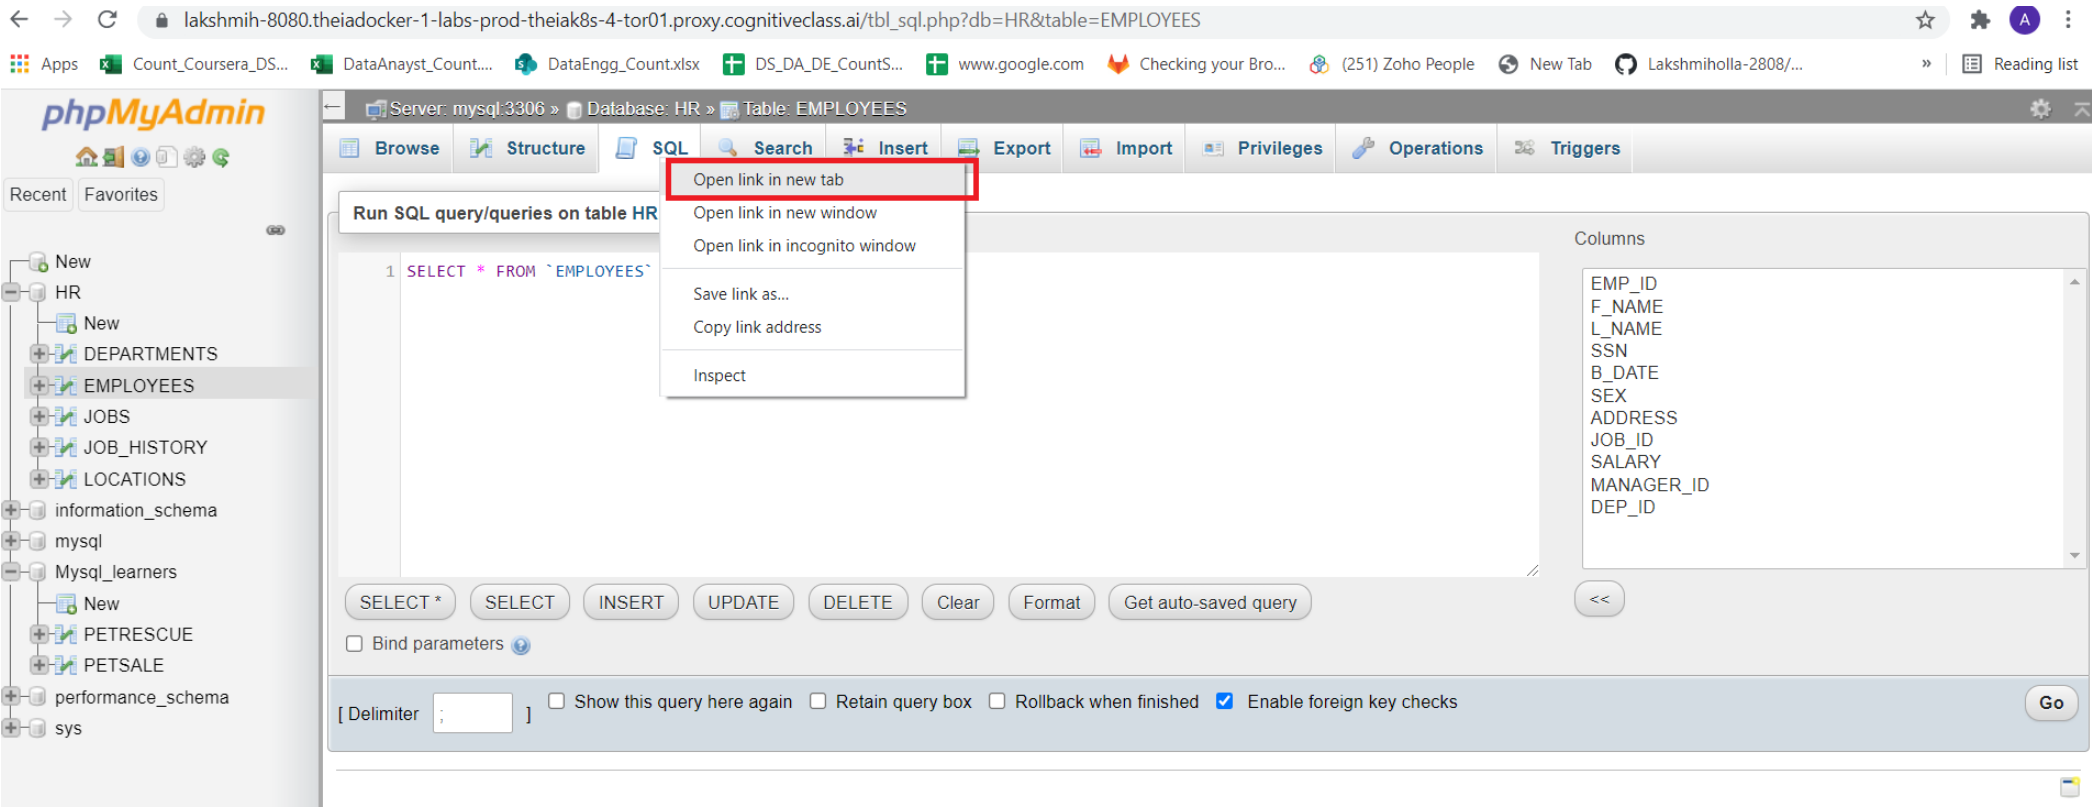 lakshmih-8080.theiadocker-1-labs-prod-theiak8s-4-tor01.proxy.cognitiveclass.ai/tbl_sql.php?db=HR&table=EMPLOYEES
A
Apps Count_Coursera_DS... DataAnayst_Count.... DataEngg_Count.xlsx DS_DA_DE_CountS... www.google.com Checking your Bro... (251) Zoho People New Tab Lakshmiholla-2808/... » Reading list
phpMyAdmin
Recent Favorites
New
HR
New
DEPARTMENTS
EMPLOYEES
JOBS
JOB_HISTORY
LOCATIONS
information_schema
mysql
Mysql_learners
New
PETRESCUE
PETSALE
performance_schema
sys
Server: mysql:3306 » Database: HR » Table: EMPLOYEES
Browse Structure SQL Search Insert Export Import Privileges Operations Triggers
Open link in new tab
Open link in new window
Open link in incognito window
Save link as...
Copy link address
Inspect
Run SQL query/queries on table HR
1 SELECT * FROM `EMPLOYEES`
Columns
EMP_ID
F_NAME
L_NAME
SSN
B_DATE
SEX
ADDRESS
JOB_ID
SALARY
MANAGER_ID
DEP_ID
SELECT * SELECT INSERT UPDATE DELETE Clear Format Get auto-saved query <<
Bind parameters
[ Delimiter ; ] Show this query here again Retain query box Rollback when finished Enable foreign key checks Go